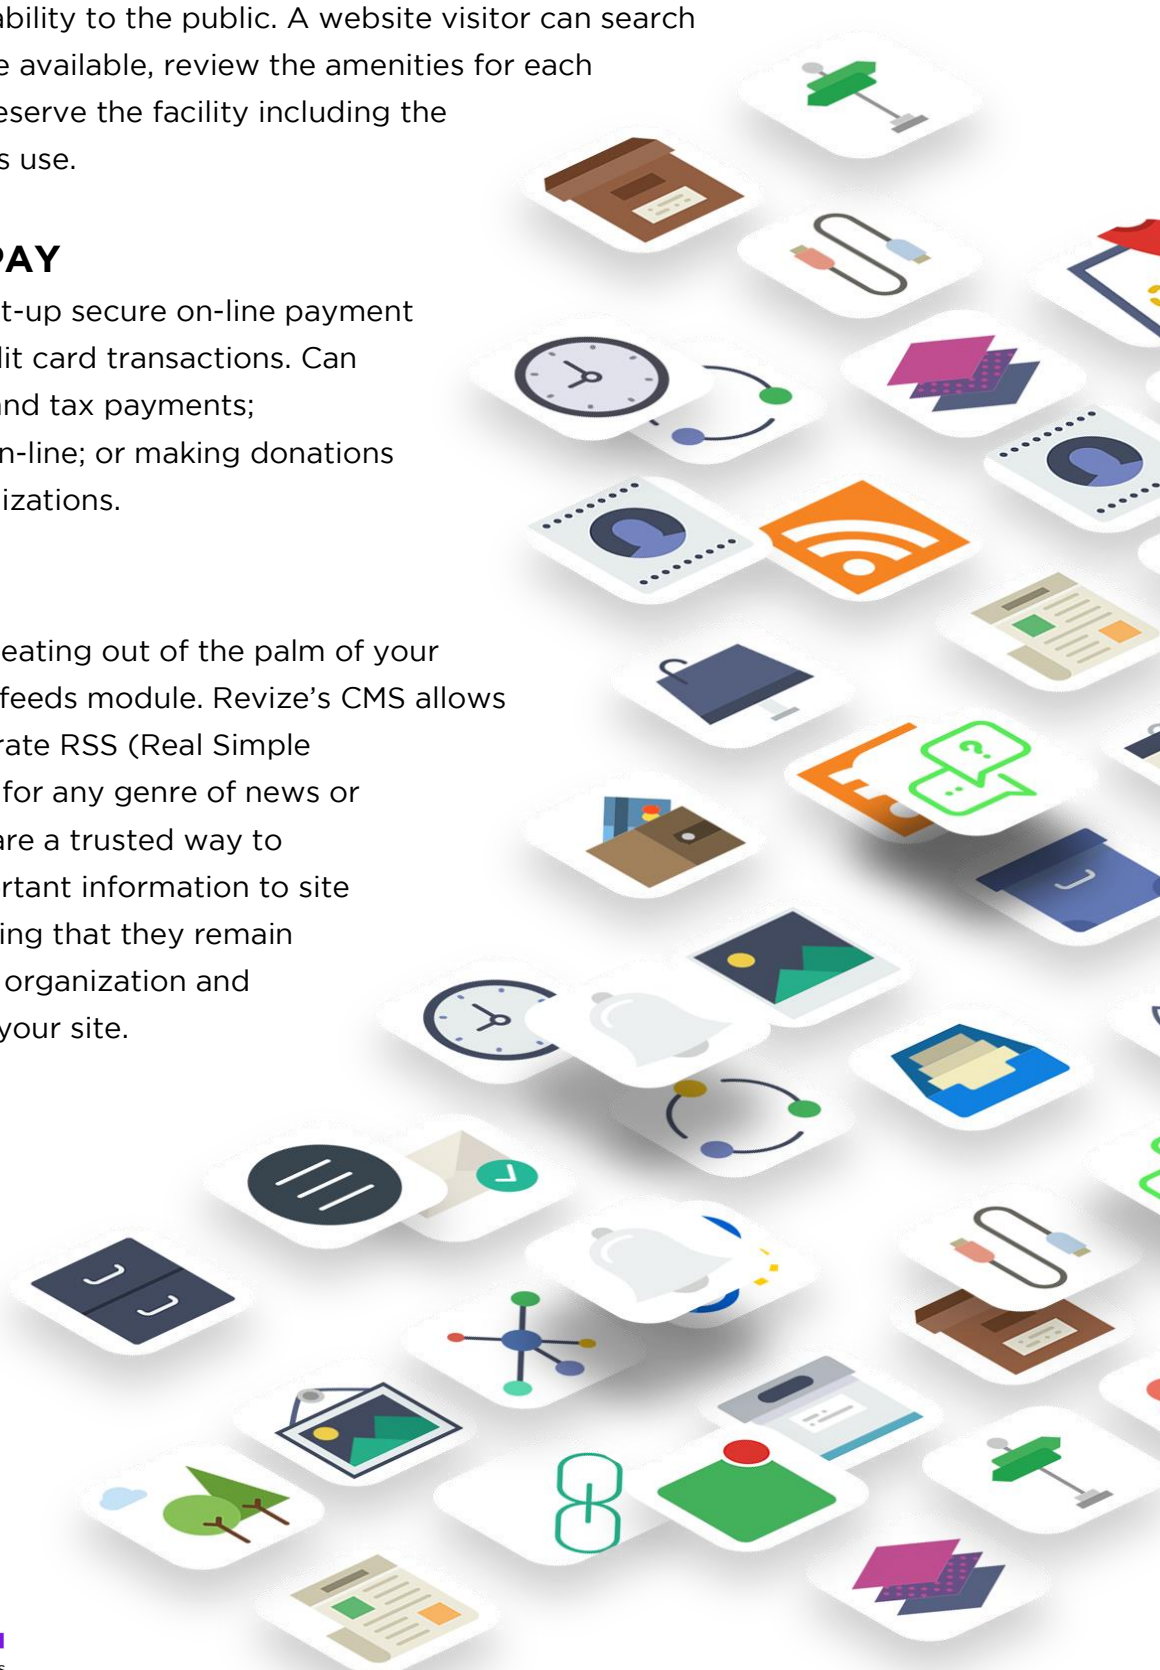 ability to the public. A website visitor can search
e available, review the amenities for each
eserve the facility including the
s use.
PAY
t-up secure on-line payment
lit card transactions. Can
and tax payments;
n-line; or making donations
izations.
eating out of the palm of your
feeds module. Revize’s CMS allows
rate RSS (Real Simple
for any genre of news or
are a trusted way to
rtant information to site
ing that they remain
organization and
your site.
s